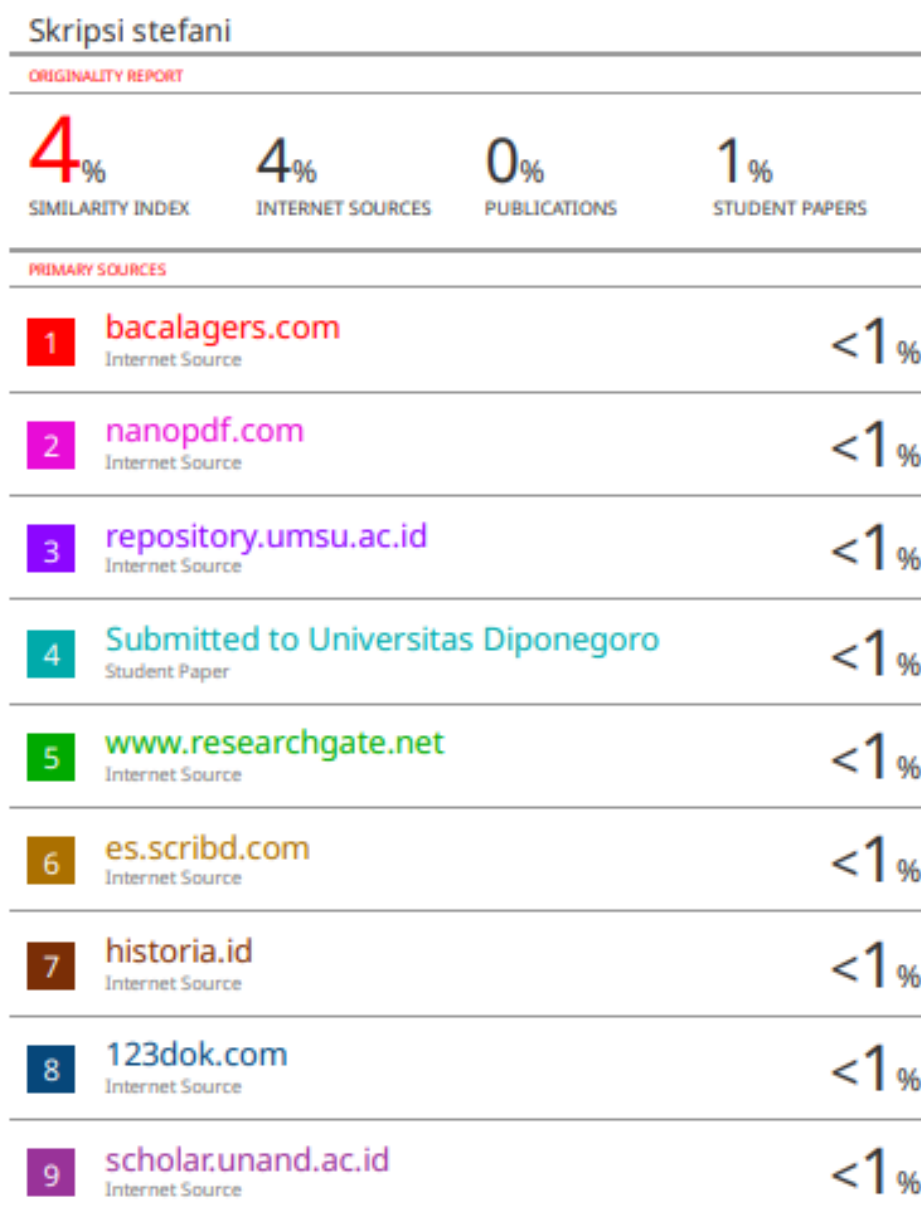 Skripsi stefani
ORIGINALITY REPORT
4% 4% 0% 1%
SIMILARITY INDEX INTERNET SOURCES PUBLICATIONS STUDENT PAPERS
PRIMARY SOURCES
1 bacalagers.com <1%
Internet Source
2 nanopdf.com <1%
Internet Source
3 repository.umsu.ac.id <1%
Internet Source
4 Submitted to Universitas Diponegoro <1%
Student Paper
5 www.researchgate.net <1%
Internet Source
6 es.scribd.com <1%
Internet Source
7 historia.id <1%
Internet Source
8 123dok.com <1%
Internet Source
9 scholar.unand.ac.id <1%
Internet Source